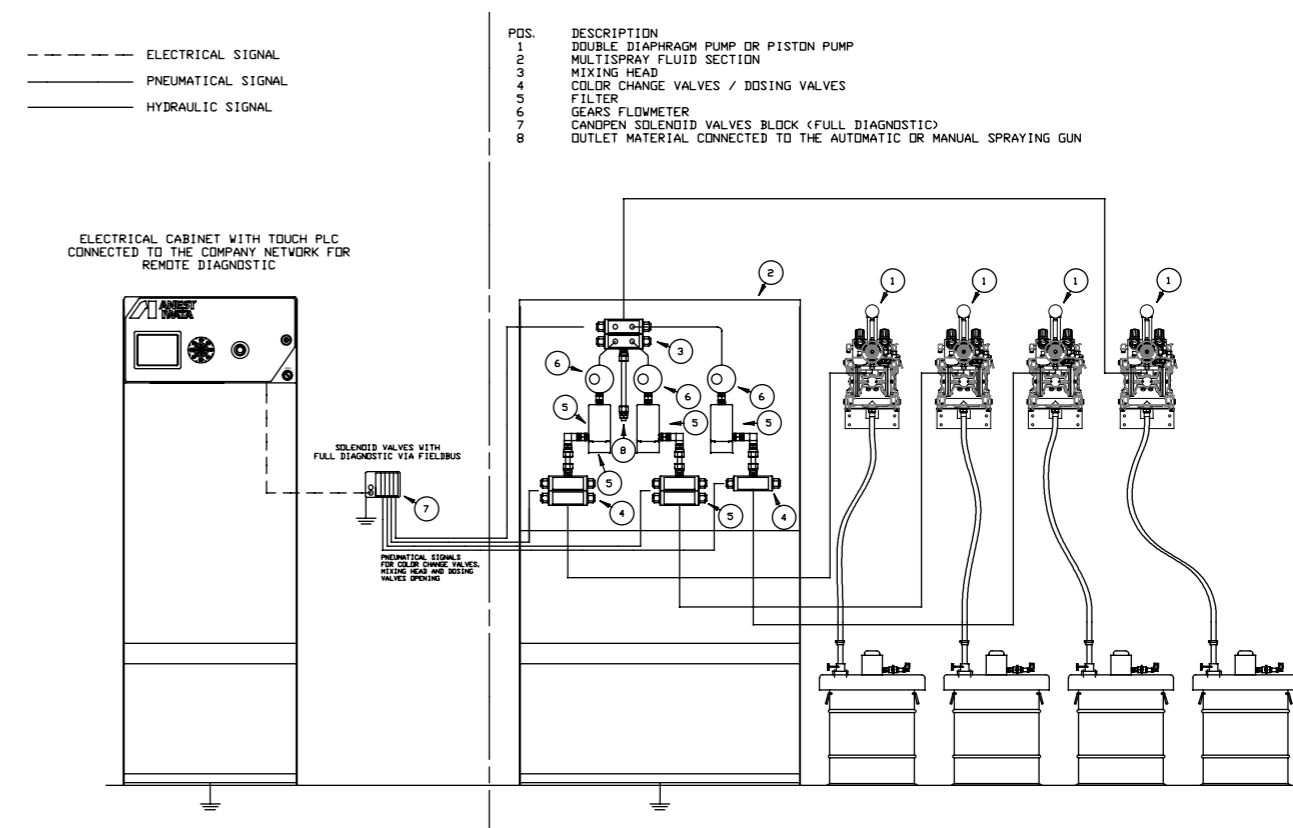 ELECTRICAL SIGNAL
PNEUMATICAL SIGNAL
HYDRAULIC SIGNAL
POS. DESCRIPTION
1 DOUBLE DIAPHRAGM PUMP OR PISTON PUMP
2 MULTISPRAY FLUID SECTION
3 MIXING HEAD
4 COLOR CHANGE VALVES / DOSING VALVES
5 FILTER
6 GEARS FLOWMETER
7 CANOPEN SOLENOID VALVES BLOCK (FULL DIAGNOSTIC)
8 OUTLET MATERIAL CONNECTED TO THE AUTOMATIC OR MANUAL SPRAYING GUN
ELECTRICAL CABINET WITH TOUCH PLC
CONNECTED TO THE COMPANY NETWORK FOR
REMOTE DIAGNOSTIC
ANEST
IWATA
2
1
1
1
1
3
6
6
6
5
5
5
8
5
SOLENOID VALVES WITH
FULL DIAGNOSTIC VIA FIELDBUS
7
4
5
4
PNEUMATICAL SIGNALS
FOR COLOR CHANGE VALVES,
MIXING HEAD AND DOSING
VALVES OPENING